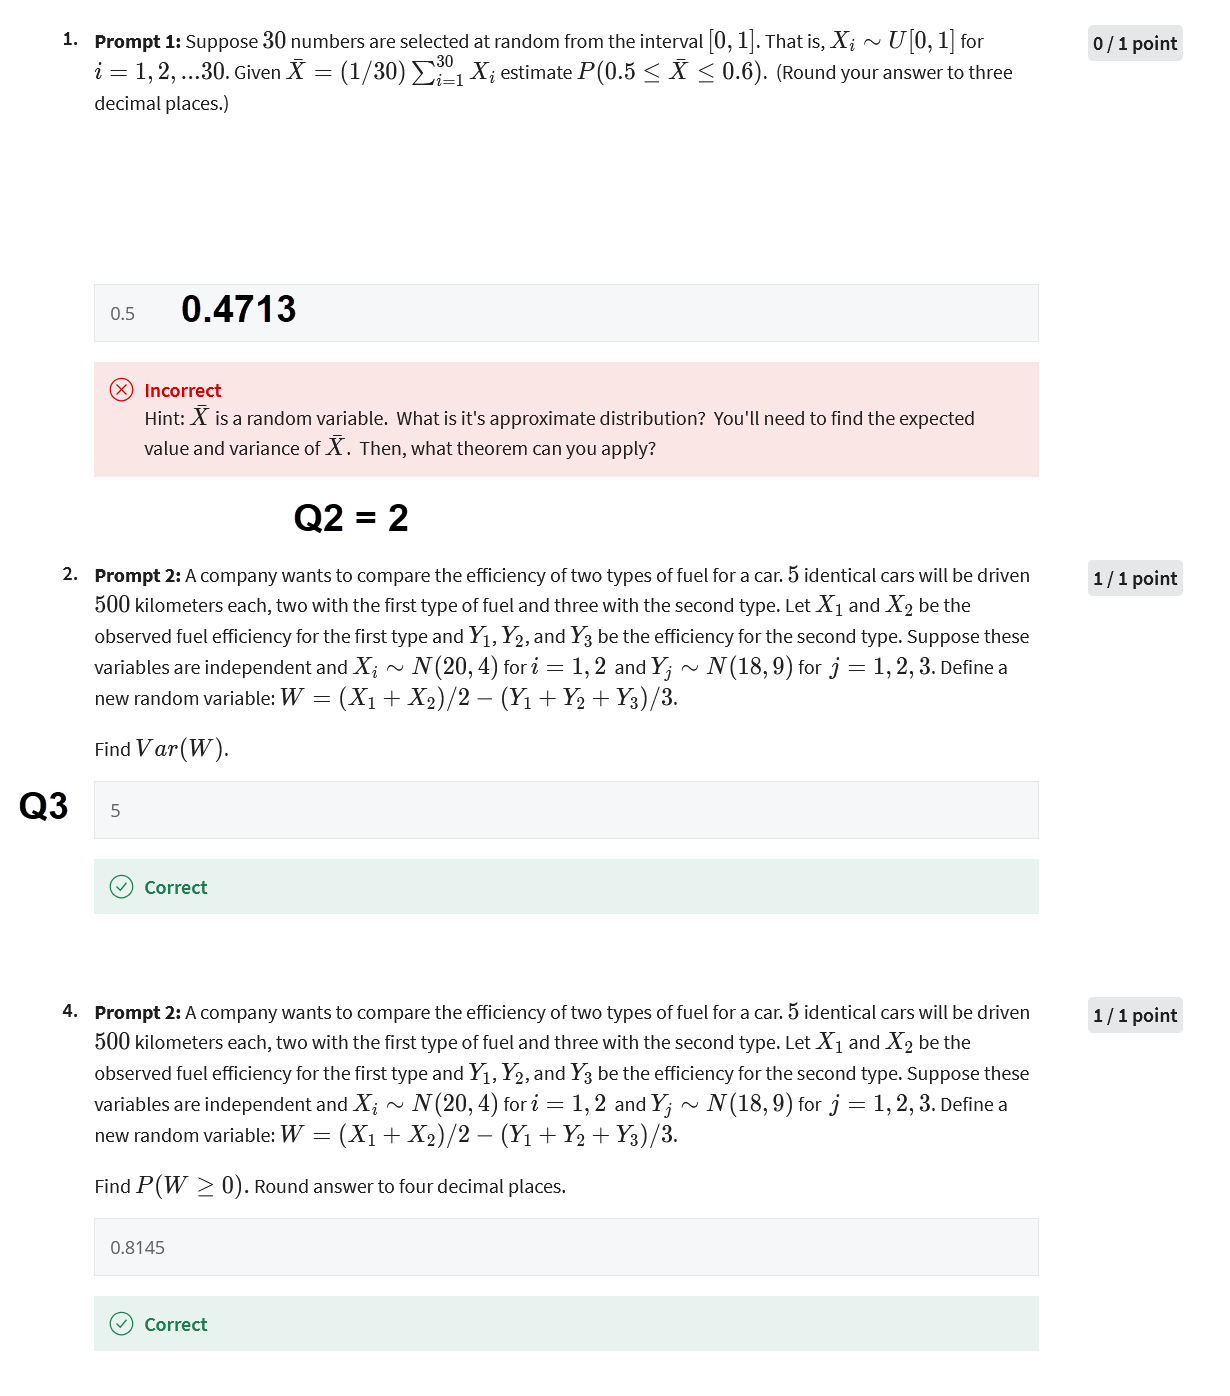 1. Prompt 1: Suppose 30 numbers are selected at random from the interval [0, 1]. That is, X_i ∼ U[0, 1] for
0 / 1 point
i = 1, 2, ...30. Given X̄ = (1/30) ∑_{i=1}^{30} X_i estimate P(0.5 ≤ X̄ ≤ 0.6). (Round your answer to three
decimal places.)
0.5 0.4713
Incorrect
Hint: X̄ is a random variable. What is it's approximate distribution? You'll need to find the expected
value and variance of X̄. Then, what theorem can you apply?
Q2 = 2
2. Prompt 2: A company wants to compare the efficiency of two types of fuel for a car. 5 identical cars will be driven
1 / 1 point
500 kilometers each, two with the first type of fuel and three with the second type. Let X_1 and X_2 be the
observed fuel efficiency for the first type and Y_1, Y_2, and Y_3 be the efficiency for the second type. Suppose these
variables are independent and X_i ∼ N(20, 4) for i = 1, 2 and Y_j ∼ N(18, 9) for j = 1, 2, 3. Define a
new random variable: W = (X_1 + X_2)/2 − (Y_1 + Y_2 + Y_3)/3.
Find Var(W).
Q3 5
Correct
4. Prompt 2: A company wants to compare the efficiency of two types of fuel for a car. 5 identical cars will be driven
1 / 1 point
500 kilometers each, two with the first type of fuel and three with the second type. Let X_1 and X_2 be the
observed fuel efficiency for the first type and Y_1, Y_2, and Y_3 be the efficiency for the second type. Suppose these
variables are independent and X_i ∼ N(20, 4) for i = 1, 2 and Y_j ∼ N(18, 9) for j = 1, 2, 3. Define a
new random variable: W = (X_1 + X_2)/2 − (Y_1 + Y_2 + Y_3)/3.
Find P(W ≥ 0). Round answer to four decimal places.
0.8145
Correct